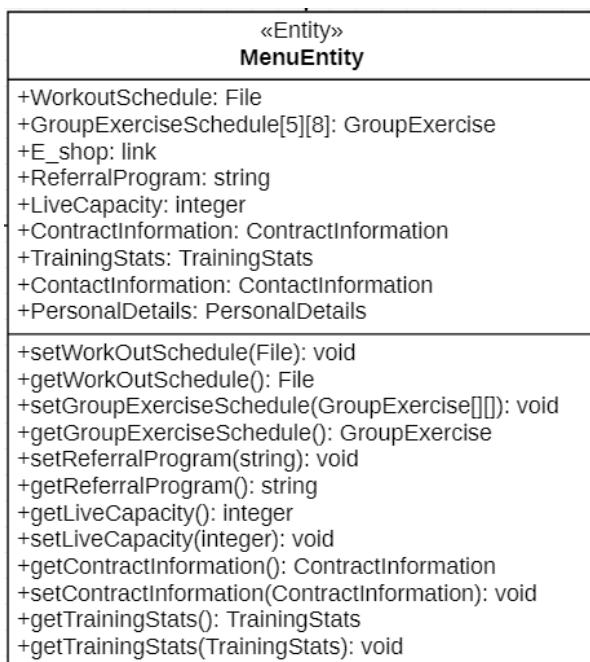 «Entity»
MenuEntity
+WorkoutSchedule: File
+GroupExerciseSchedule[5][8]: GroupExercise
+E_shop: link
+ReferralProgram: string
+LiveCapacity: integer
+ContractInformation: ContractInformation
+TrainingStats: TrainingStats
+ContactInformation: ContactInformation
+PersonalDetails: PersonalDetails
+setWorkOutSchedule(File): void
+getWorkOutSchedule(): File
+setGroupExerciseSchedule(GroupExercise[][]): void
+getGroupExerciseSchedule(): GroupExercise
+setReferralProgram(string): void
+getReferralProgram(): string
+getLiveCapacity(): integer
+setLiveCapacity(integer): void
+getContractInformation(): ContractInformation
+setContractInformation(ContractInformation): void
+getTrainingStats(): TrainingStats
+getTrainingStats(TrainingStats): void